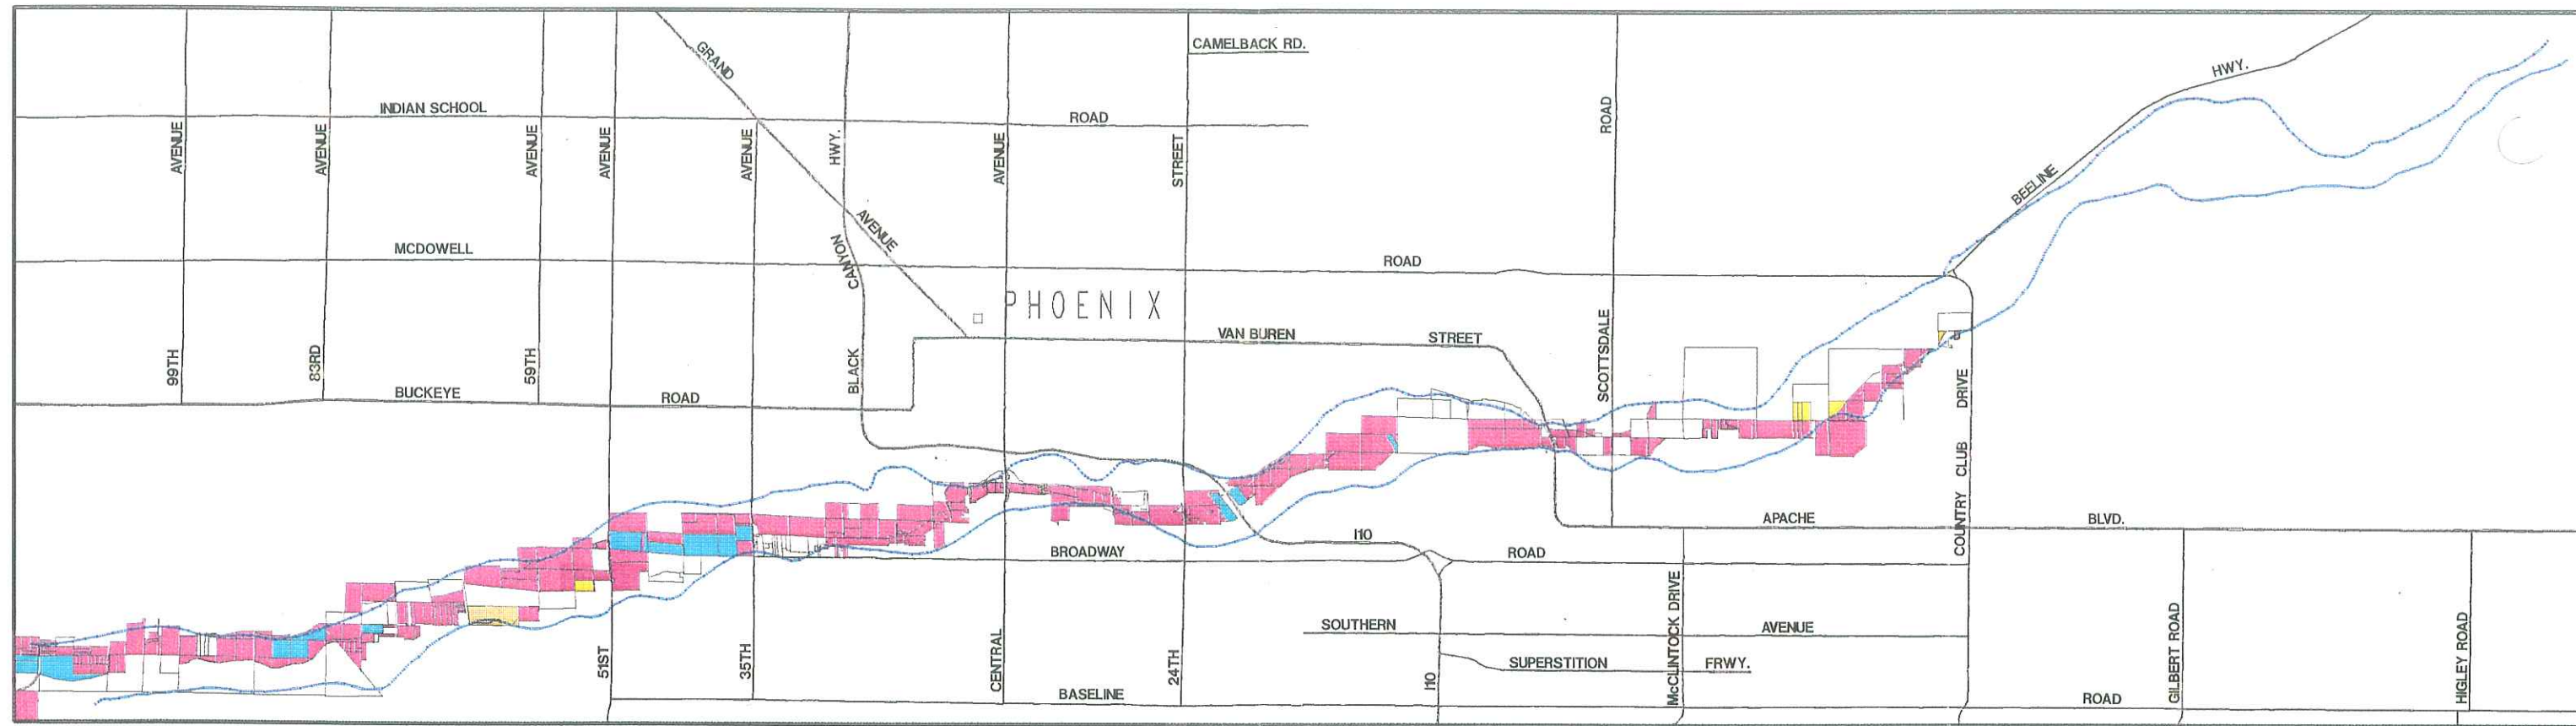 CAMELBACK RD.
GRAND
AVENUE
HWY.
BEELINE
INDIAN SCHOOL
ROAD
AVENUE
AVENUE
AVENUE
AVENUE
AVENUE
HWY.
AVENUE
STREET
ROAD
MCDOWELL
ROAD
CANYON
BLACK
PHOENIX
VAN BUREN
STREET
99TH
83RD
59TH
SCOTTSDALE
BUCKEYE
ROAD
COUNTRY CLUB DRIVE
APACHE
BLVD.
I10
BROADWAY
ROAD
SOUTHERN
AVENUE
SUPERSTITION
FRWY.
51ST
35TH
CENTRAL
24TH
I10
McCLINTOCK DRIVE
GILBERT ROAD
HIGLEY ROAD
BASELINE
ROAD